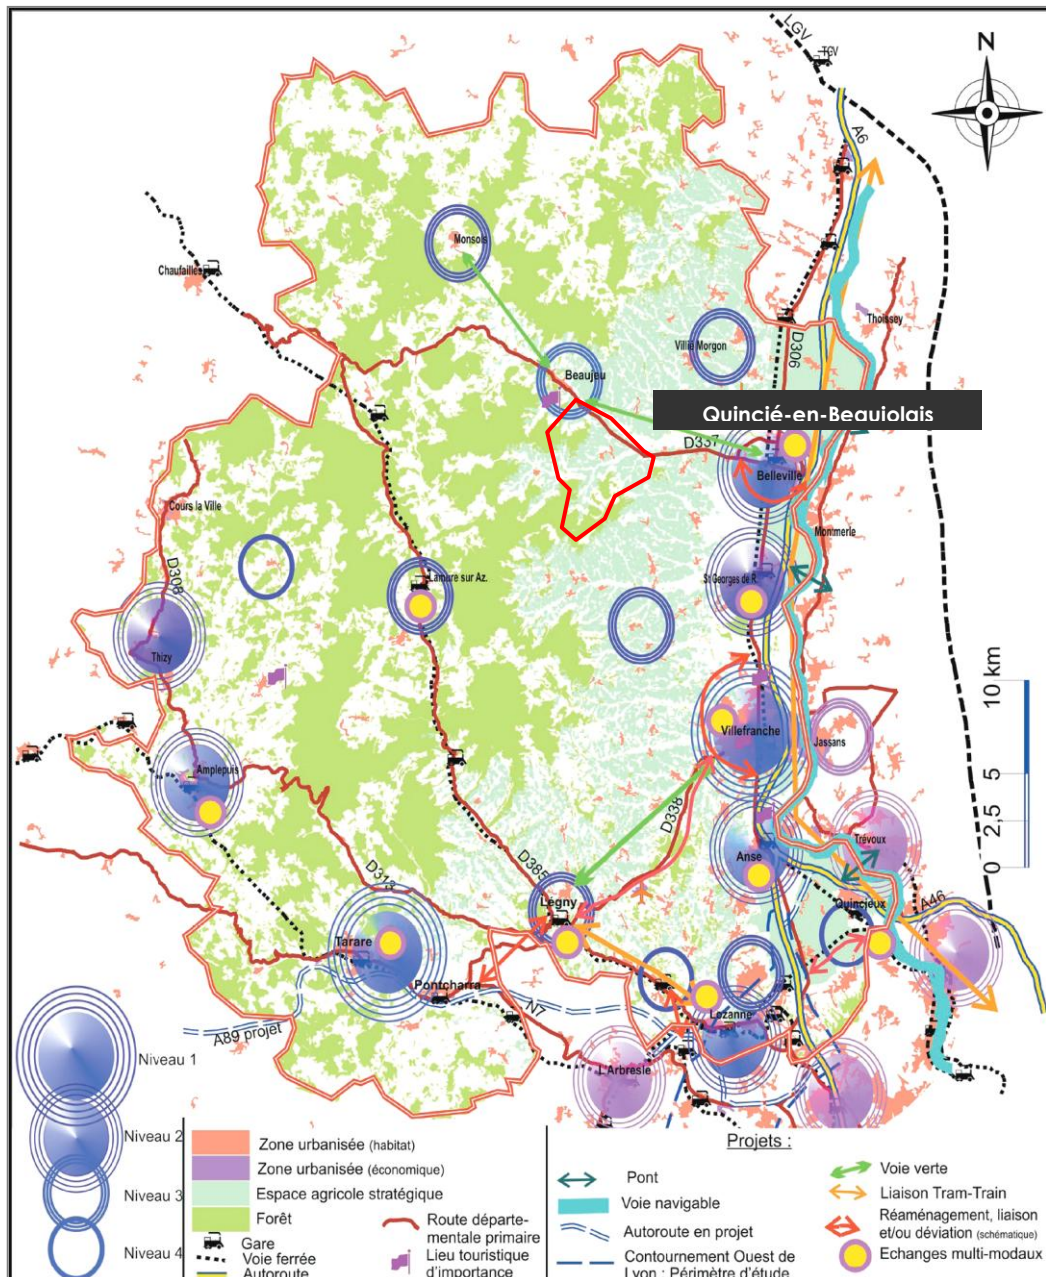 LGV
TGV
N
A6
Monsols
Chaufailles
Thoissey
Villié Morgon
D306
Beaujeu
Quincié-en-Beauiolais
D337
Belleville
Cours la Ville
Montmerle
D308
Lamure sur Az.
St Georges de R.
Thizy
10 km
5
2,5
0
Villefranche
Jassans
Amplepuis
D338
Trévoux
Anse
D385
D313
Légny
Quincieux
A46
Tarare
Pontcharra
N7
Lozanne
A89 projet
L'Arbresle
Niveau 1
Niveau 2
Niveau 3
Niveau 4
Zone urbanisée (habitat)
Zone urbanisée (économique)
Espace agricole stratégique
Forêt
Gare
Voie ferrée
Autoroute
Route départe-
mentale primaire
Lieu touristique
d'importance
Projets :
Pont
Voie navigable
Autoroute en projet
Contournement Ouest de
Lyon : Périmètre d'étude
Voie verte
Liaison Tram-Train
Réaménagement, liaison
et/ou déviation (schématique)
Echanges multi-modaux